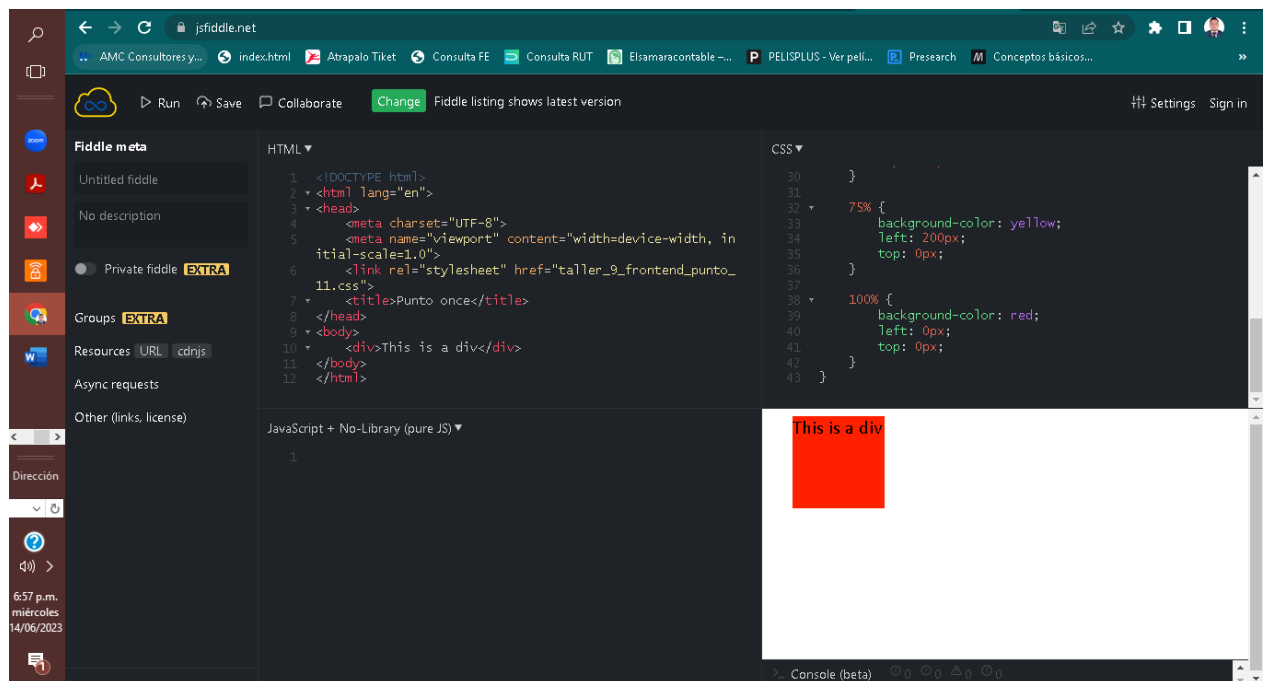 jsfiddle.net
AMC Consultores y... index.html Atrapalo Tiket Consulta FE Consulta RUT Elsamaracontable –... PELISPLUS - Ver pelí... Presearch Conceptos básicos... »
Run Save Collaborate Change Fiddle listing shows latest version Settings Sign in
Fiddle meta
Untitled fiddle
No description
Private fiddle EXTRA
Groups EXTRA
Resources URL cdnjs
Async requests
Other (links, license)
HTML
1 <!DOCTYPE html>
2 <html lang="en">
3 <head>
4 <meta charset="UTF-8">
5 <meta name="viewport" content="width=device-width, in
itial-scale=1.0">
6 <link rel="stylesheet" href="taller_9_frontend_punto_
11.css">
7 <title>Punto once</title>
8 </head>
9 <body>
10 <div>This is a div</div>
11 </body>
12 </html>
CSS
30 }
31
32 75% {
33 background-color: yellow;
34 left: 200px;
35 top: 0px;
36 }
37
38 100% {
39 background-color: red;
40 left: 0px;
41 top: 0px;
42 }
43 }
JavaScript + No-Library (pure JS)
1
This is a div
>_ Console (beta) 0 0 0 0
zoom
W
Dirección
6:57 p.m.
miércoles
14/06/2023
1